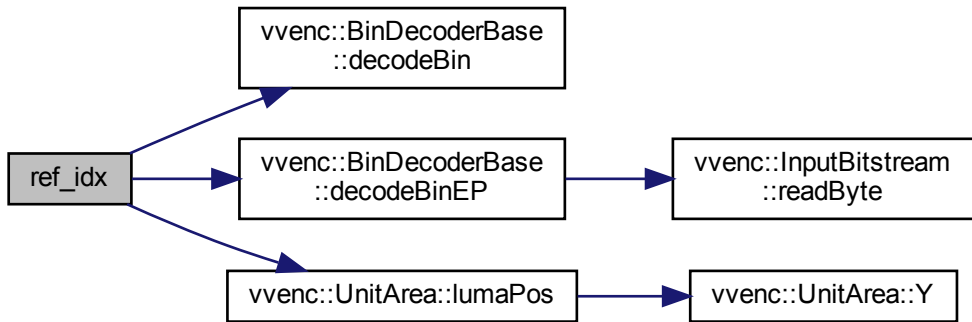 vvenc::BinDecoderBase
::decodeBin
ref_idx
vvenc::BinDecoderBase
::decodeBinEP
vvenc::InputBitstream
::readByte
vvenc::UnitArea::lumaPos
vvenc::UnitArea::Y